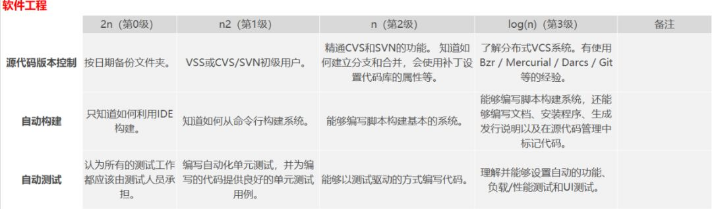 软件工程
2n (第0级) n2 (第1级) n (第2级) log(n) (第3级) 备注
源代码版本控制
按日期备份文件夹。
VSS或CVS/SVN初级用户。
精通CVS和SVN的功能。 知道如
何建立分支和合并，会使用补丁设
置代码库的属性等。
了解分布式VCS系统。有使用
Bzr / Mercurial / Darcs / Git
等的经验。
自动构建
只知道如何利用IDE
构建。
知道如何从命令行构建系统。
能够编写脚本构建基本的系统。
能够编写脚本构建系统，还能
够编写文档、安装程序、生成
发行说明以及在源代码管理中
标记代码。
自动测试
认为所有的测试工作
都应该由测试人员承
担。
编写自动化单元测试，并为编
写的代码提供良好的单元测试
用例。
能够以测试驱动的方式编写代码。
理解并能够设置自动的功能、
负载/性能测试和UI测试。